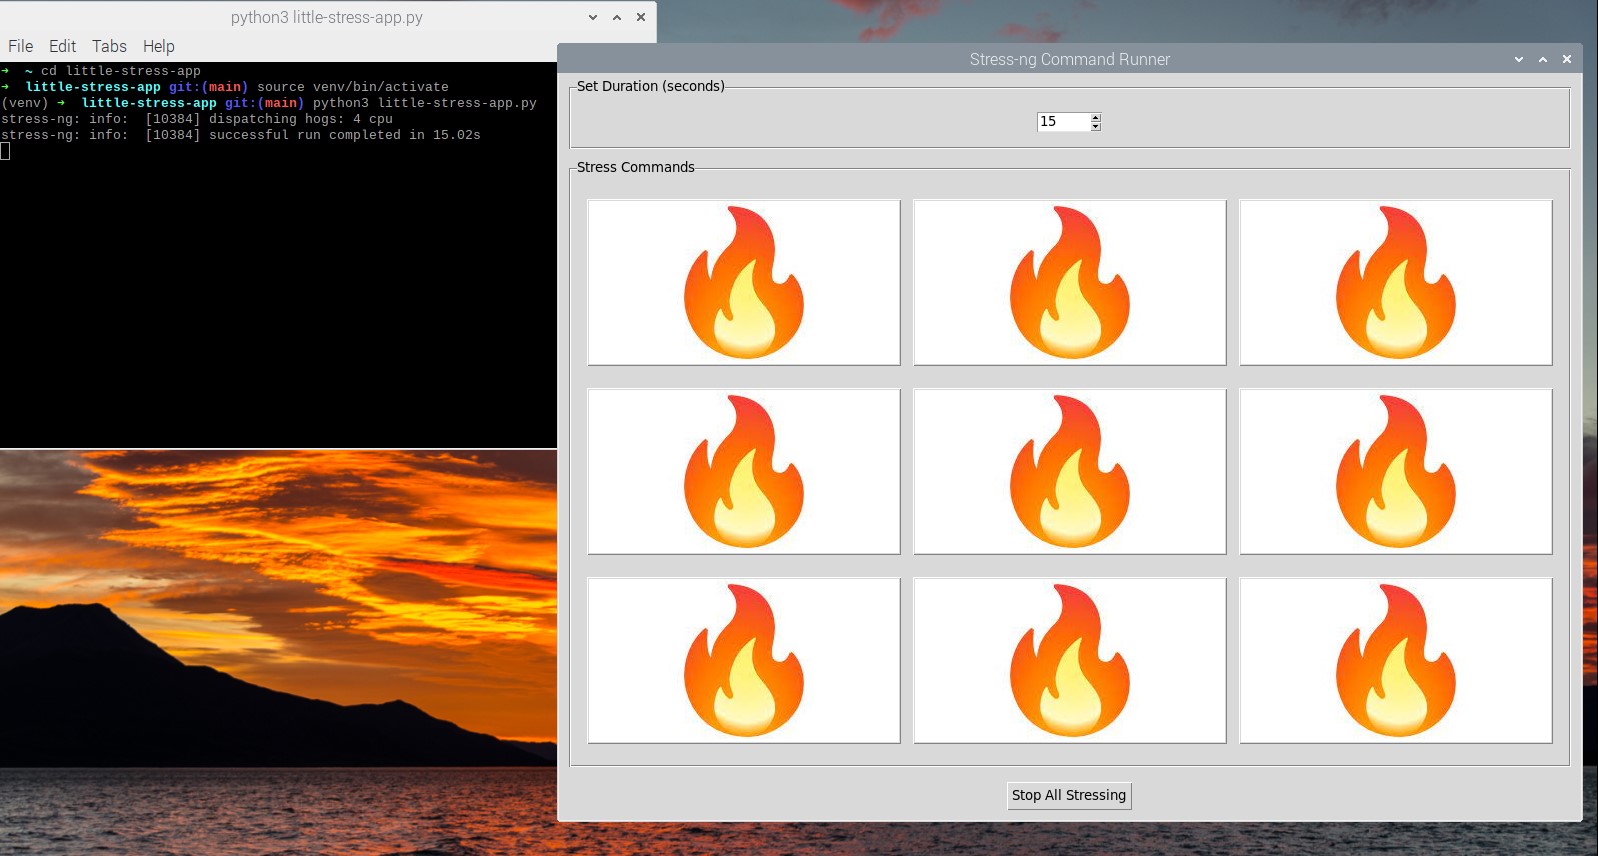 python3 little-stress-app.py
File Edit Tabs Help
➜  ~ cd little-stress-app
➜  little-stress-app git:(main) source venv/bin/activate
(venv) ➜  little-stress-app git:(main) python3 little-stress-app.py
stress-ng: info:  [10384] dispatching hogs: 4 cpu
stress-ng: info:  [10384] successful run completed in 15.02s
Stress-ng Command Runner
Set Duration (seconds)
15
Stress Commands
Stop All Stressing